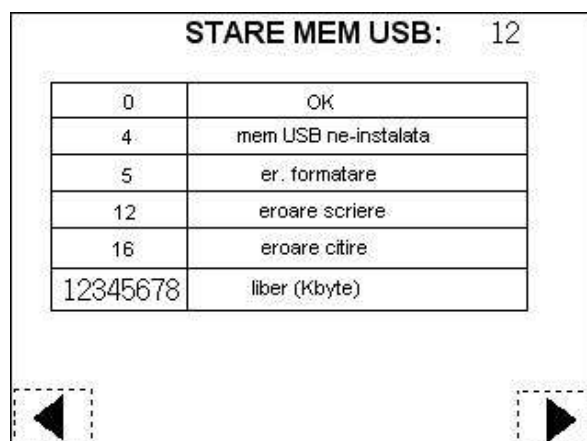 STARE MEM USB: 12
0 OK
4 mem USB ne-instalata
5 er. formatare
12 eroare scriere
16 eroare citire
12345678 liber (Kbyte)